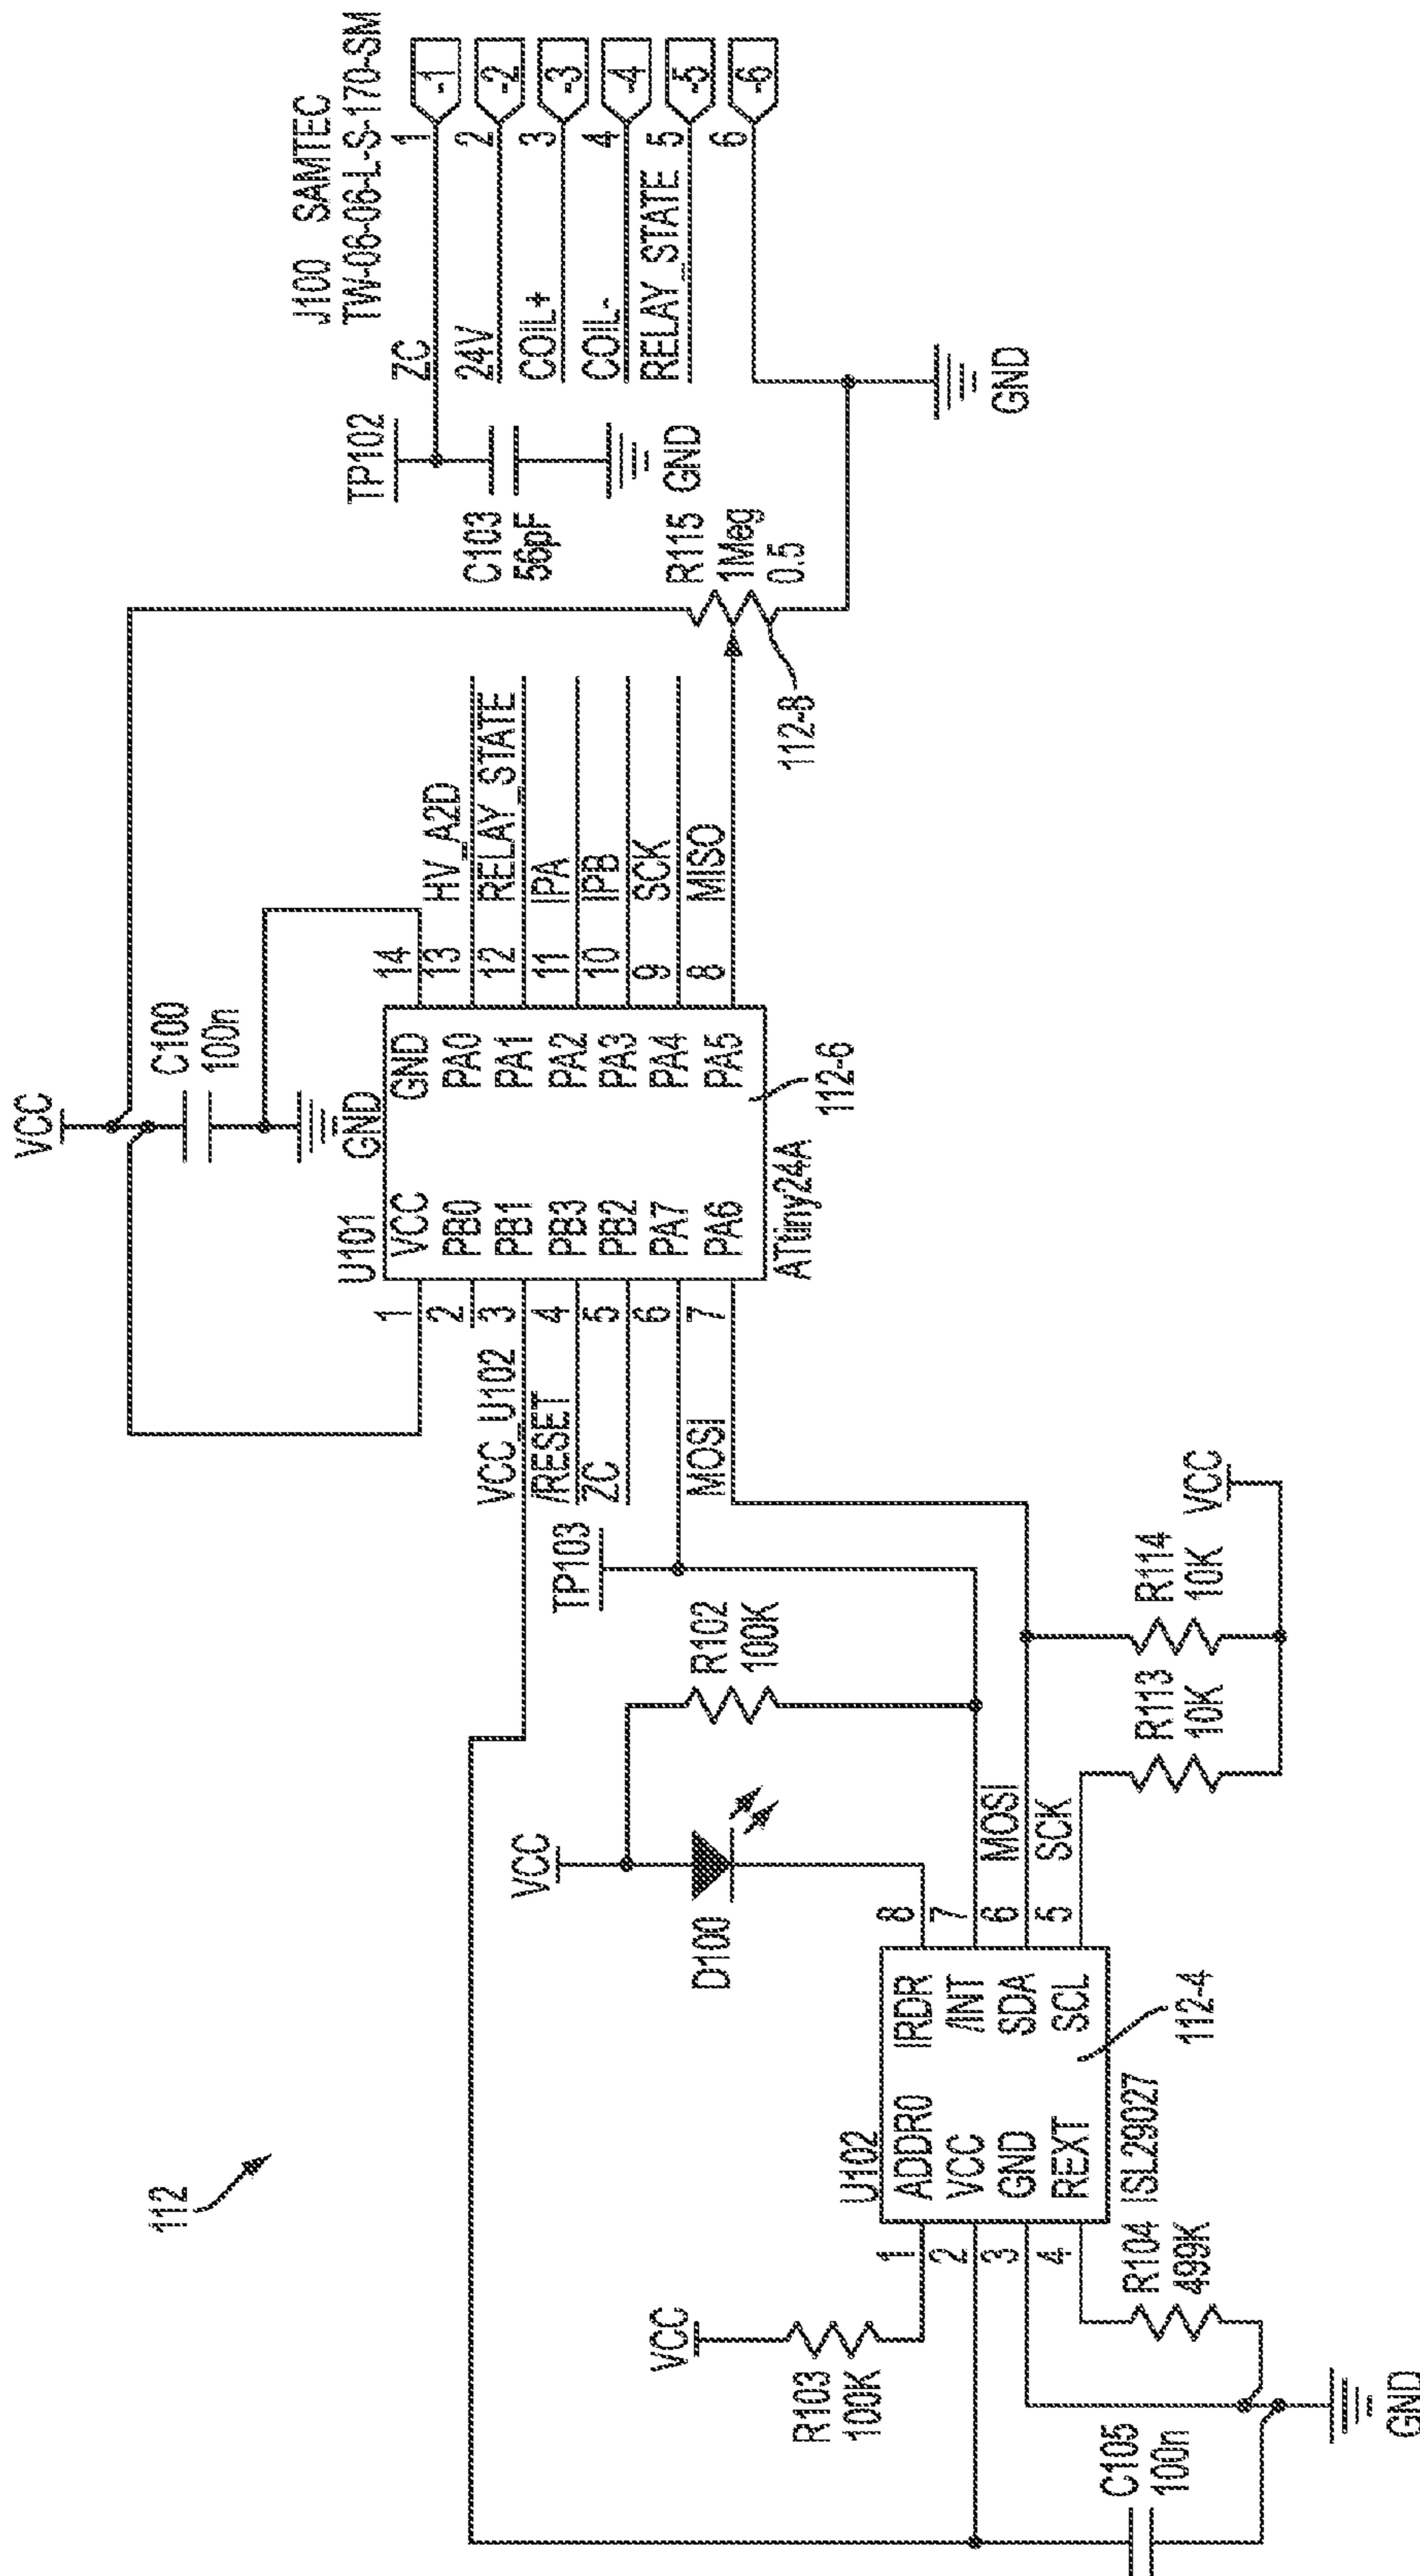 112
VCC
C100
100n
GND
U101
1
2
3
4
5
6
7
VCC
PB0
PB1
PB3
PB2
PA7
PA6
GND
PA0
PA1
PA2
PA3
PA4
PA5
14
13
12
11
10
9
8
ATtiny24A
112-6
VCC_U102
/RESET
ZC
MOSI
HV_A2D
RELAY_STATE
IPA
IPB
SCK
MISO
R115
1Meg
0.5
112-8
TP102
C103
56pF
GND
J100 SAMTEC
TW-06-06-L-S-170-SM
ZC 1 -1
24V 2 -2
COIL+ 3 -3
COIL- 4 -4
RELAY_STATE 5 -5
6 -6
GND
TP103
VCC
R102
100K
D100
VCC
R103
100K
U102
1
2
3
4
ADDR0
VCC
GND
REXT
IRDR
/INT
SDA
SCL
8
7
6
5
MOSI
SCK
ISL29027
112-4
R104
499K
C105
100n
GND
R113
10K
R114
10K
VCC